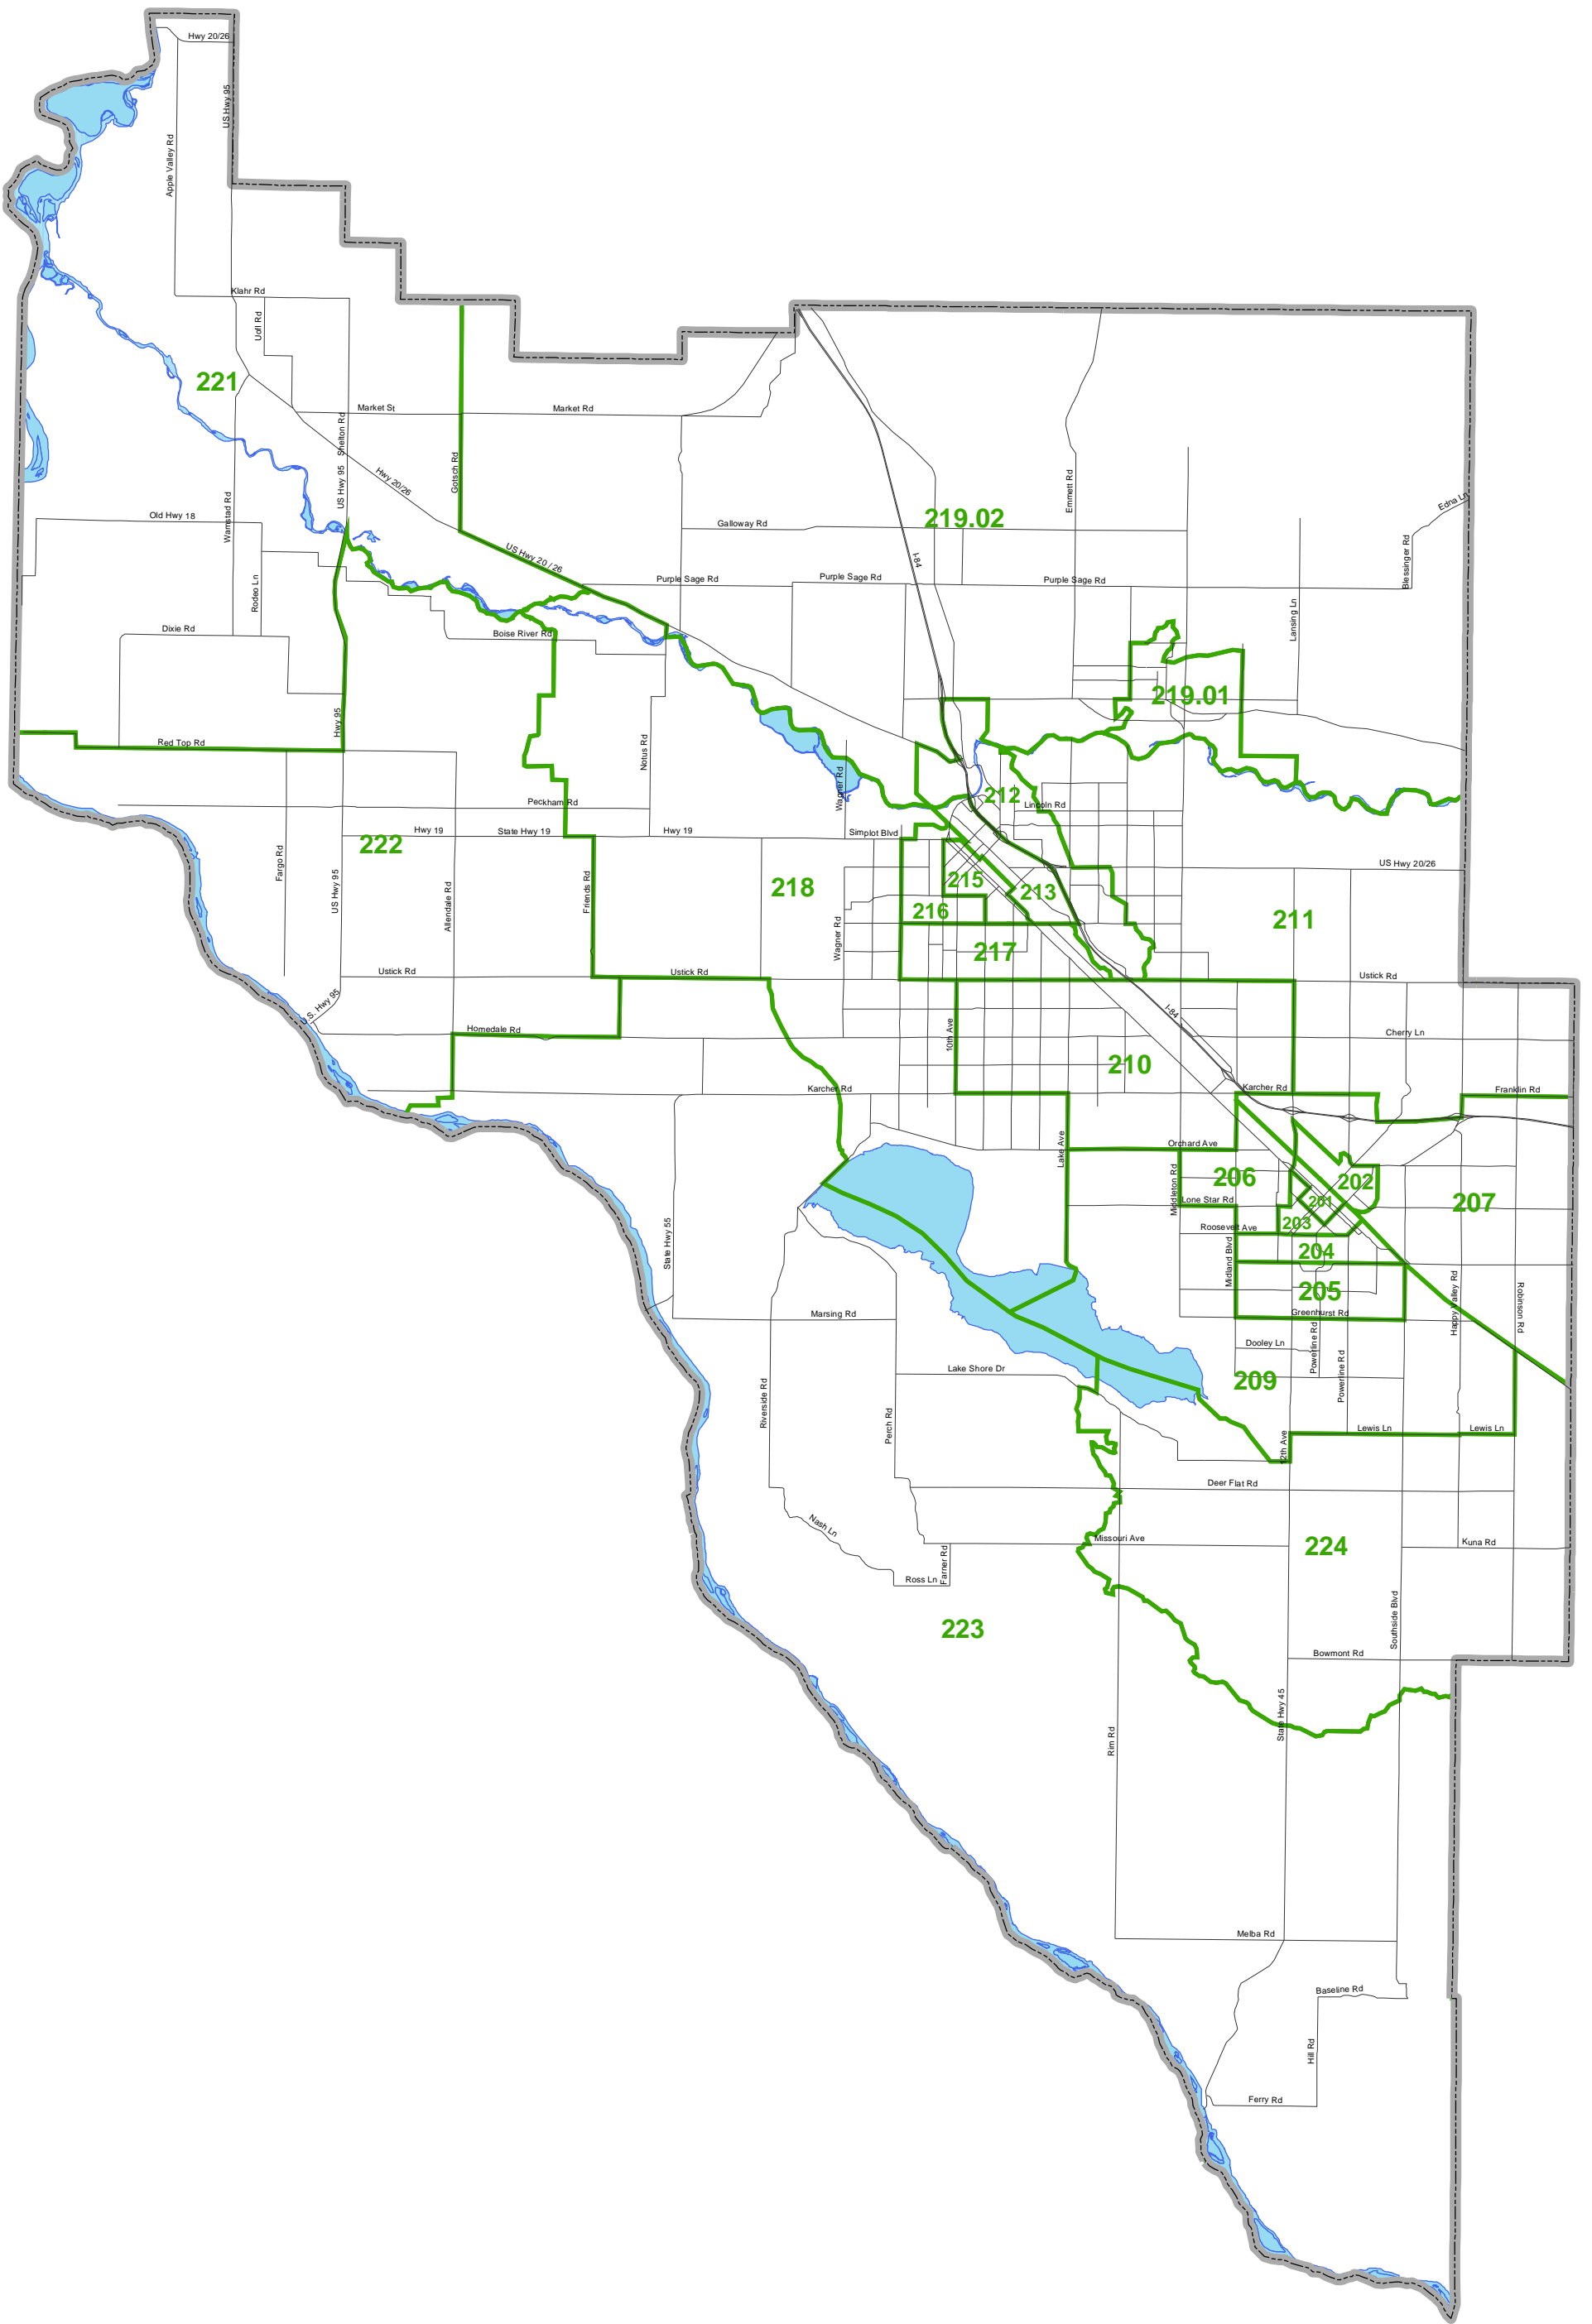 Hwy 20/26
US Hwy 95
Apple Valley Rd
Klahr Rd
Udfl Rd
221
Market St
Market Rd
Shelton Rd
US Hwy 95
Hwy 20/26
Gotsch Rd
Wamstad Rd
Old Hwy 18
Galloway Rd
219.02
Emmett Rd
Edna Ln
Blessinger Rd
I-84
US Hwy 20 / 26
Purple Sage Rd
Purple Sage Rd
Purple Sage Rd
Rodeo Ln
Lansing Ln
Dixie Rd
Boise River Rd
219.01
Hwy 95
Red Top Rd
Notus Rd
Wagner Rd
212
Lincoln Rd
Peckham Rd
Hwy 19
State Hwy 19
Hwy 19
Simplot Blvd
222
Fargo Rd
US Hwy 95
Allendale Rd
Friends Rd
218
215
213
216
217
US Hwy 20/26
211
Wagner Rd
Ustick Rd
Ustick Rd
Ustick Rd
U.S. Hwy 95
Homedale Rd
10th Ave
I-84
Cherry Ln
210
Karcher Rd
Karcher Rd
Franklin Rd
Lake Ave
Orchard Ave
Middleton Rd
206
202
201
207
Lone Star Rd
203
Roosevelt Ave
204
Midland Blvd
205
Greenhurst Rd
State Hwy 55
Marsing Rd
Happy Valley Rd
Robinson Rd
Dooley Ln
Powerline Rd
Powerline Rd
Lake Shore Dr
209
Riverside Rd
Perch Rd
12th Ave
Lewis Ln
Lewis Ln
Deer Flat Rd
Nash Ln
Missouri Ave
224
Kuna Rd
Farner Rd
Ross Ln
223
Southside Blvd
Bowmont Rd
State Hwy 45
Rim Rd
Melba Rd
Baseline Rd
Hill Rd
Ferry Rd